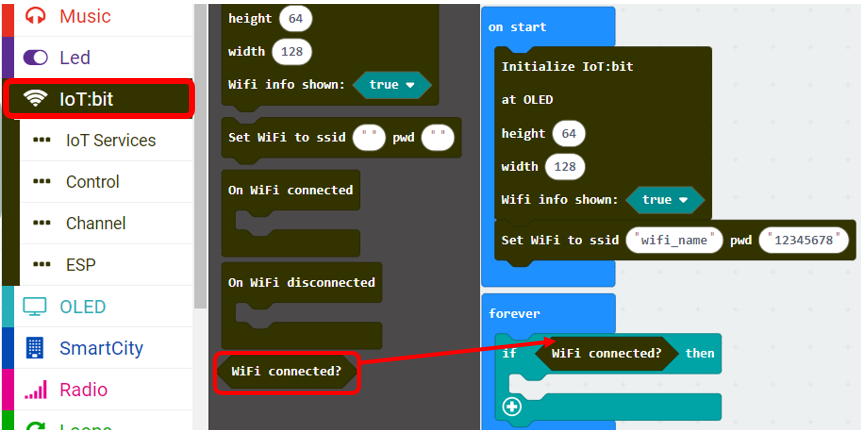 Music
Led
IoT:bit
IoT Services
Control
Channel
ESP
OLED
SmartCity
Radio
Loops
height 64
width 128
Wifi info shown: true
Set WiFi to ssid " " pwd " "
On WiFi connected
On WiFi disconnected
WiFi connected?
on start
Initialize IoT:bit
at OLED
height 64
width 128
Wifi info shown: true
Set WiFi to ssid "wifi_name" pwd "12345678"
forever
if WiFi connected? then